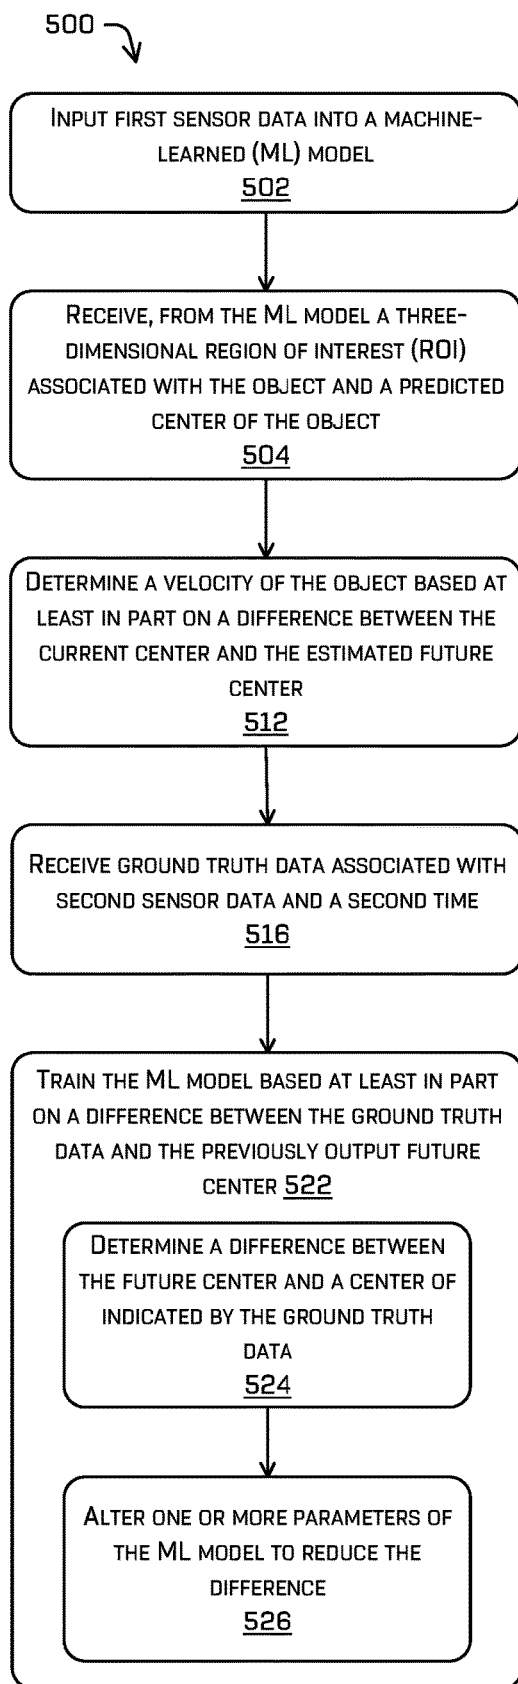 500
INPUT FIRST SENSOR DATA INTO A MACHINE-
LEARNED (ML) MODEL
502
RECEIVE, FROM THE ML MODEL A THREE-
DIMENSIONAL REGION OF INTEREST (ROI)
ASSOCIATED WITH THE OBJECT AND A PREDICTED
CENTER OF THE OBJECT
504
DETERMINE A VELOCITY OF THE OBJECT BASED AT
LEAST IN PART ON A DIFFERENCE BETWEEN THE
CURRENT CENTER AND THE ESTIMATED FUTURE
CENTER
512
RECEIVE GROUND TRUTH DATA ASSOCIATED WITH
SECOND SENSOR DATA AND A SECOND TIME
516
TRAIN THE ML MODEL BASED AT LEAST IN PART
ON A DIFFERENCE BETWEEN THE GROUND TRUTH
DATA AND THE PREVIOUSLY OUTPUT FUTURE
CENTER 522
DETERMINE A DIFFERENCE BETWEEN
THE FUTURE CENTER AND A CENTER OF
INDICATED BY THE GROUND TRUTH
DATA
524
ALTER ONE OR MORE PARAMETERS OF
THE ML MODEL TO REDUCE THE
DIFFERENCE
526